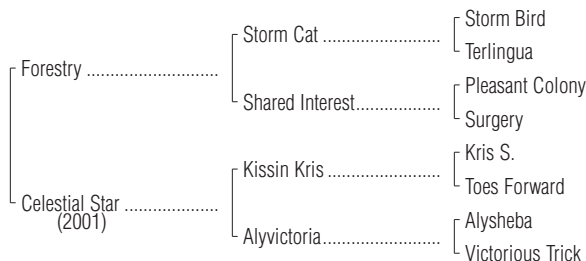 Storm Bird
Storm Cat ........................
Terlingua
Forestry ...........................
Pleasant Colony
Shared Interest.................
Surgery
Kris S.
Kissin Kris ......................
Toes Forward
Celestial Star ...................
(2001)
Alysheba
Alyvictoria........................
Victorious Trick